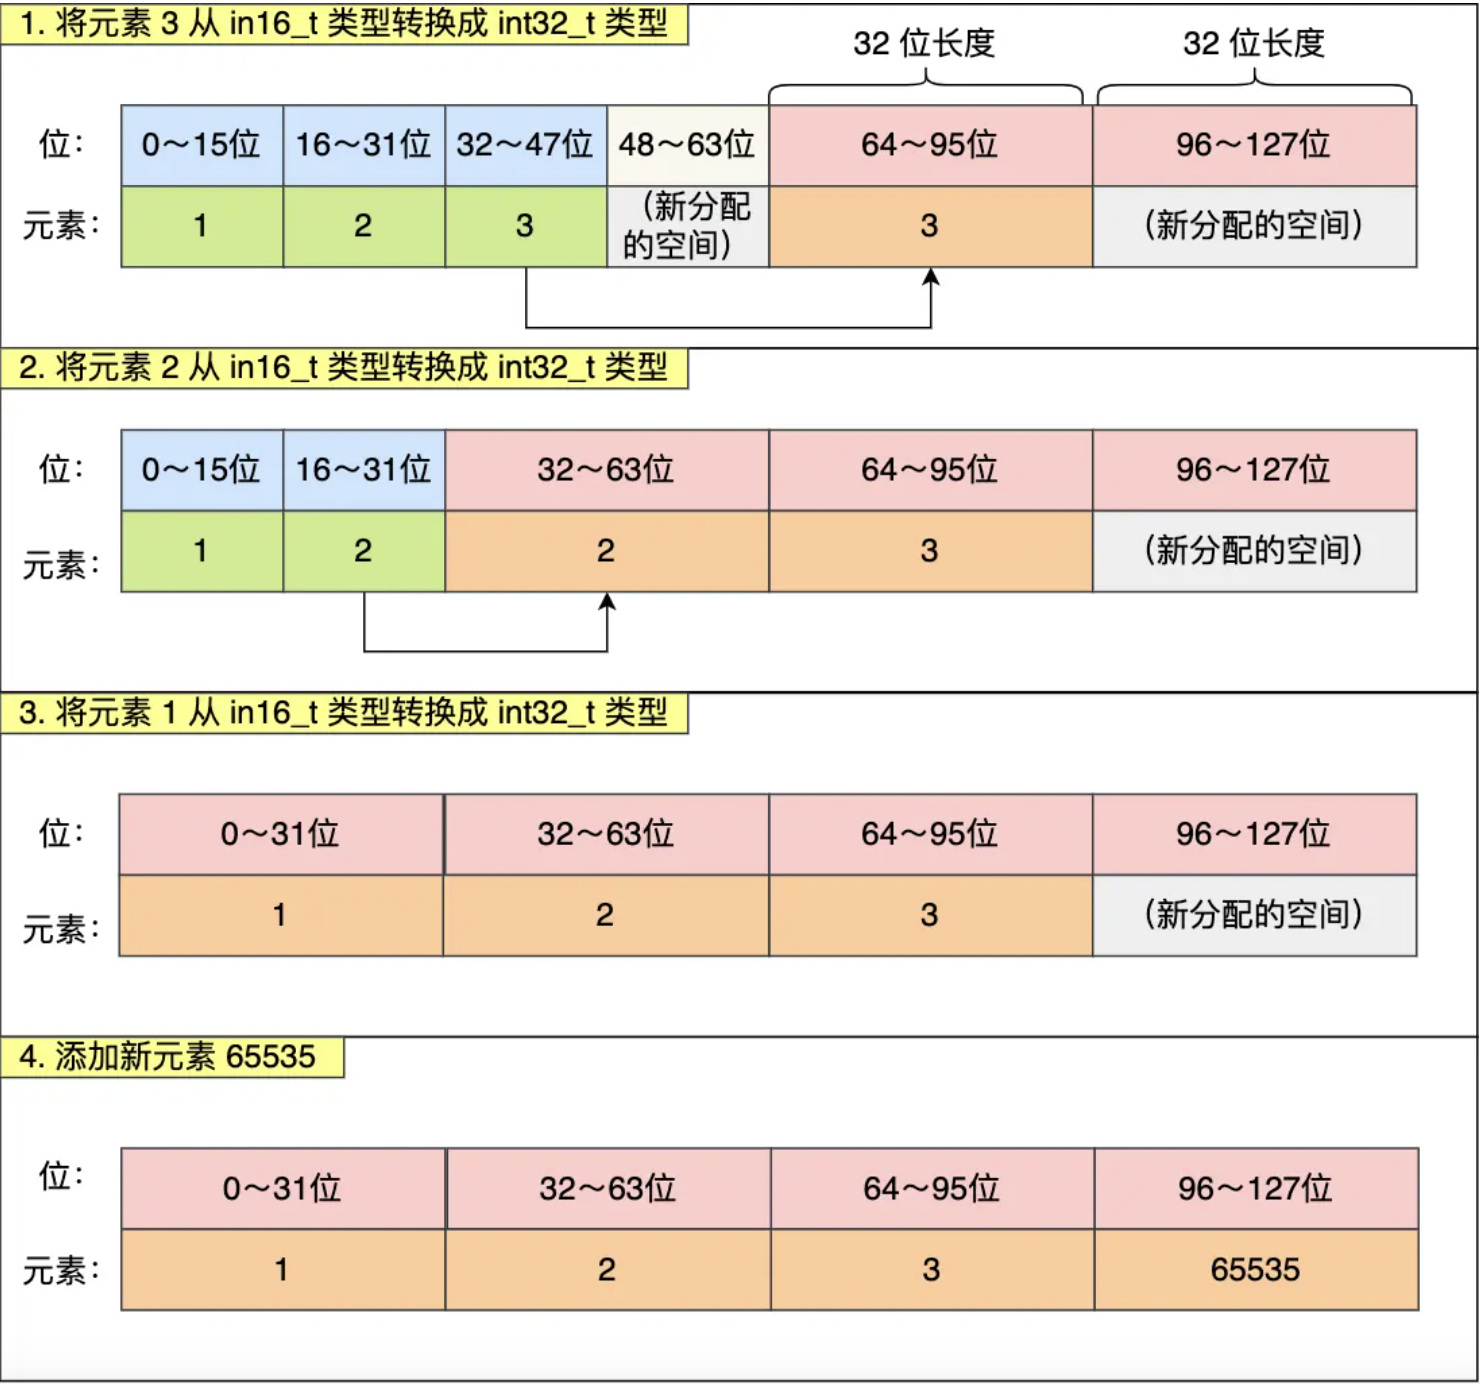 1. 将元素 3 从 in16_t 类型转换成 int32_t 类型
32 位长度 32 位长度
位： 0～15位 16～31位 32～47位 48～63位 64～95位 96～127位
元素： 1 2 3 （新分配的空间） 3 （新分配的空间）
2. 将元素 2 从 in16_t 类型转换成 int32_t 类型
位： 0～15位 16～31位 32～63位 64～95位 96～127位
元素： 1 2 2 3 （新分配的空间）
3. 将元素 1 从 in16_t 类型转换成 int32_t 类型
位： 0～31位 32～63位 64～95位 96～127位
元素： 1 2 3 （新分配的空间）
4. 添加新元素 65535
位： 0～31位 32～63位 64～95位 96～127位
元素： 1 2 3 65535